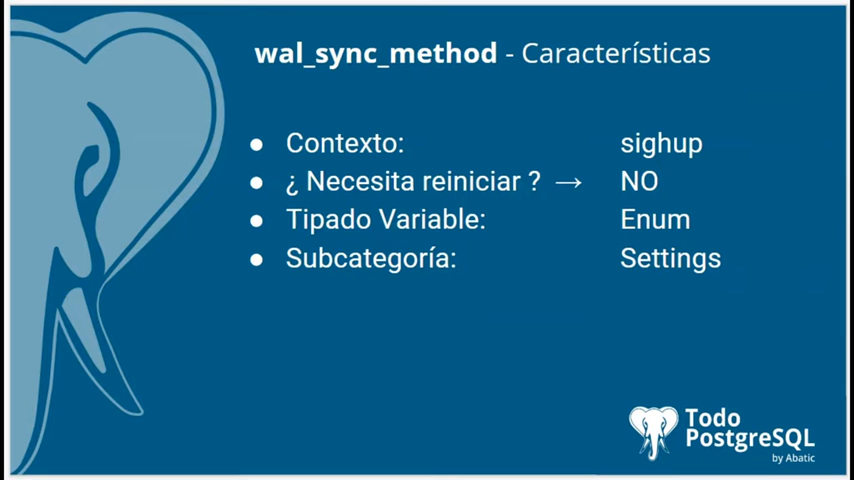 wal_sync_method - Características
● Contexto: sighup
● ¿ Necesita reiniciar ? → NO
● Tipado Variable: Enum
● Subcategoría: Settings
Todo
PostgreSQL
by Abatic